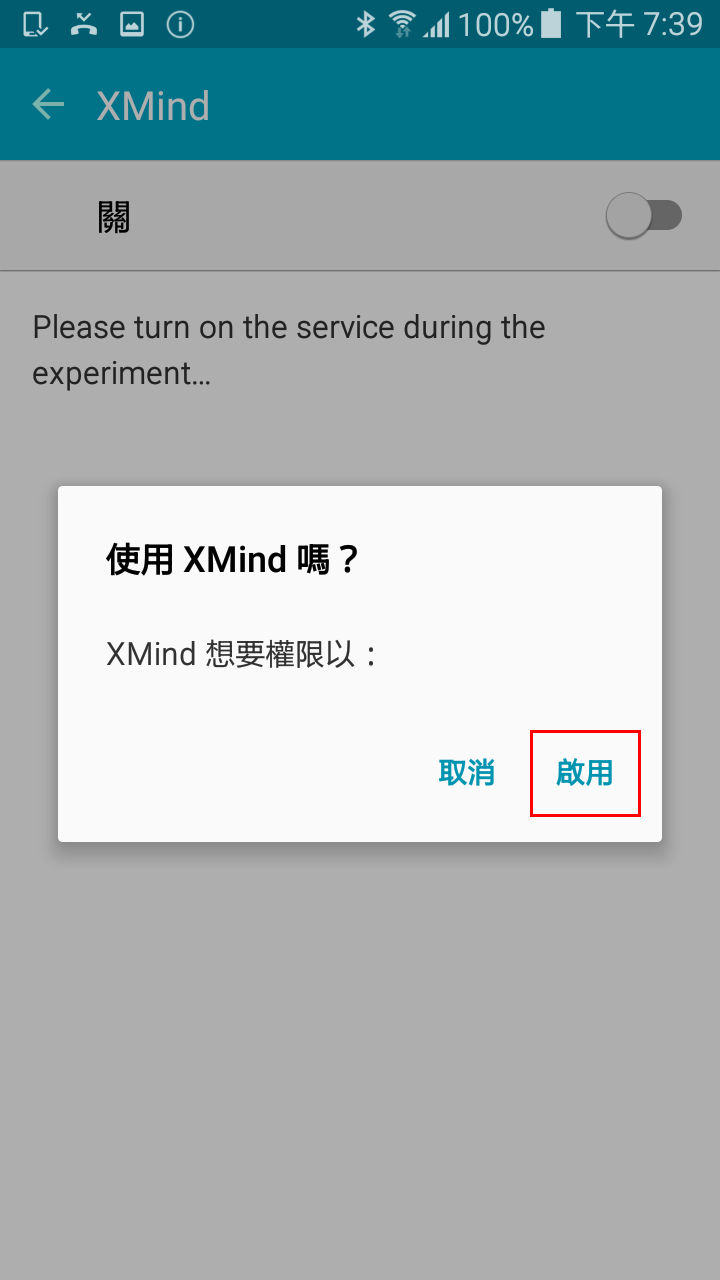 100% 下午 7:39
XMind
關
Please turn on the service during the
experiment...
使用 XMind 嗎？
XMind 想要權限以：
取消 啟用